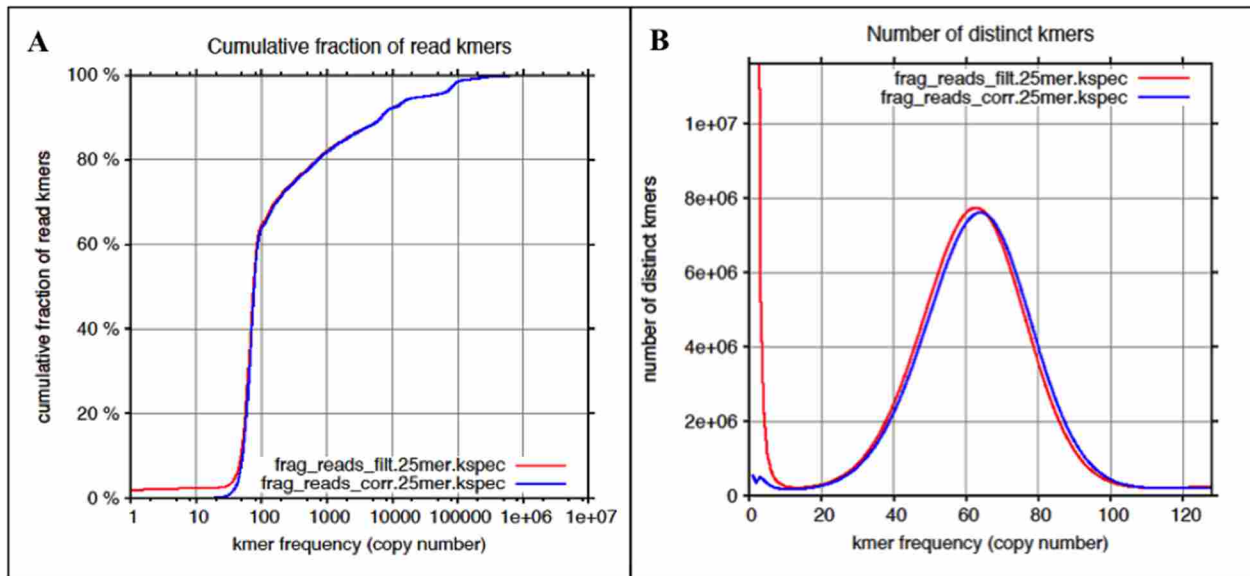 A
Cumulative fraction of read kmers
100 %
80 %
60 %
40 %
20 %
0 %
cumulative fraction of read kmers
frag_reads_filt.25mer.kspec
frag_reads_corr.25mer.kspec
1 10 100 1000 10000 100000 1e+06 1e+07
kmer frequency (copy number)
B
Number of distinct kmers
frag_reads_filt.25mer.kspec
frag_reads_corr.25mer.kspec
1e+07
8e+06
6e+06
4e+06
2e+06
0
number of distinct kmers
0 20 40 60 80 100 120
kmer frequency (copy number)